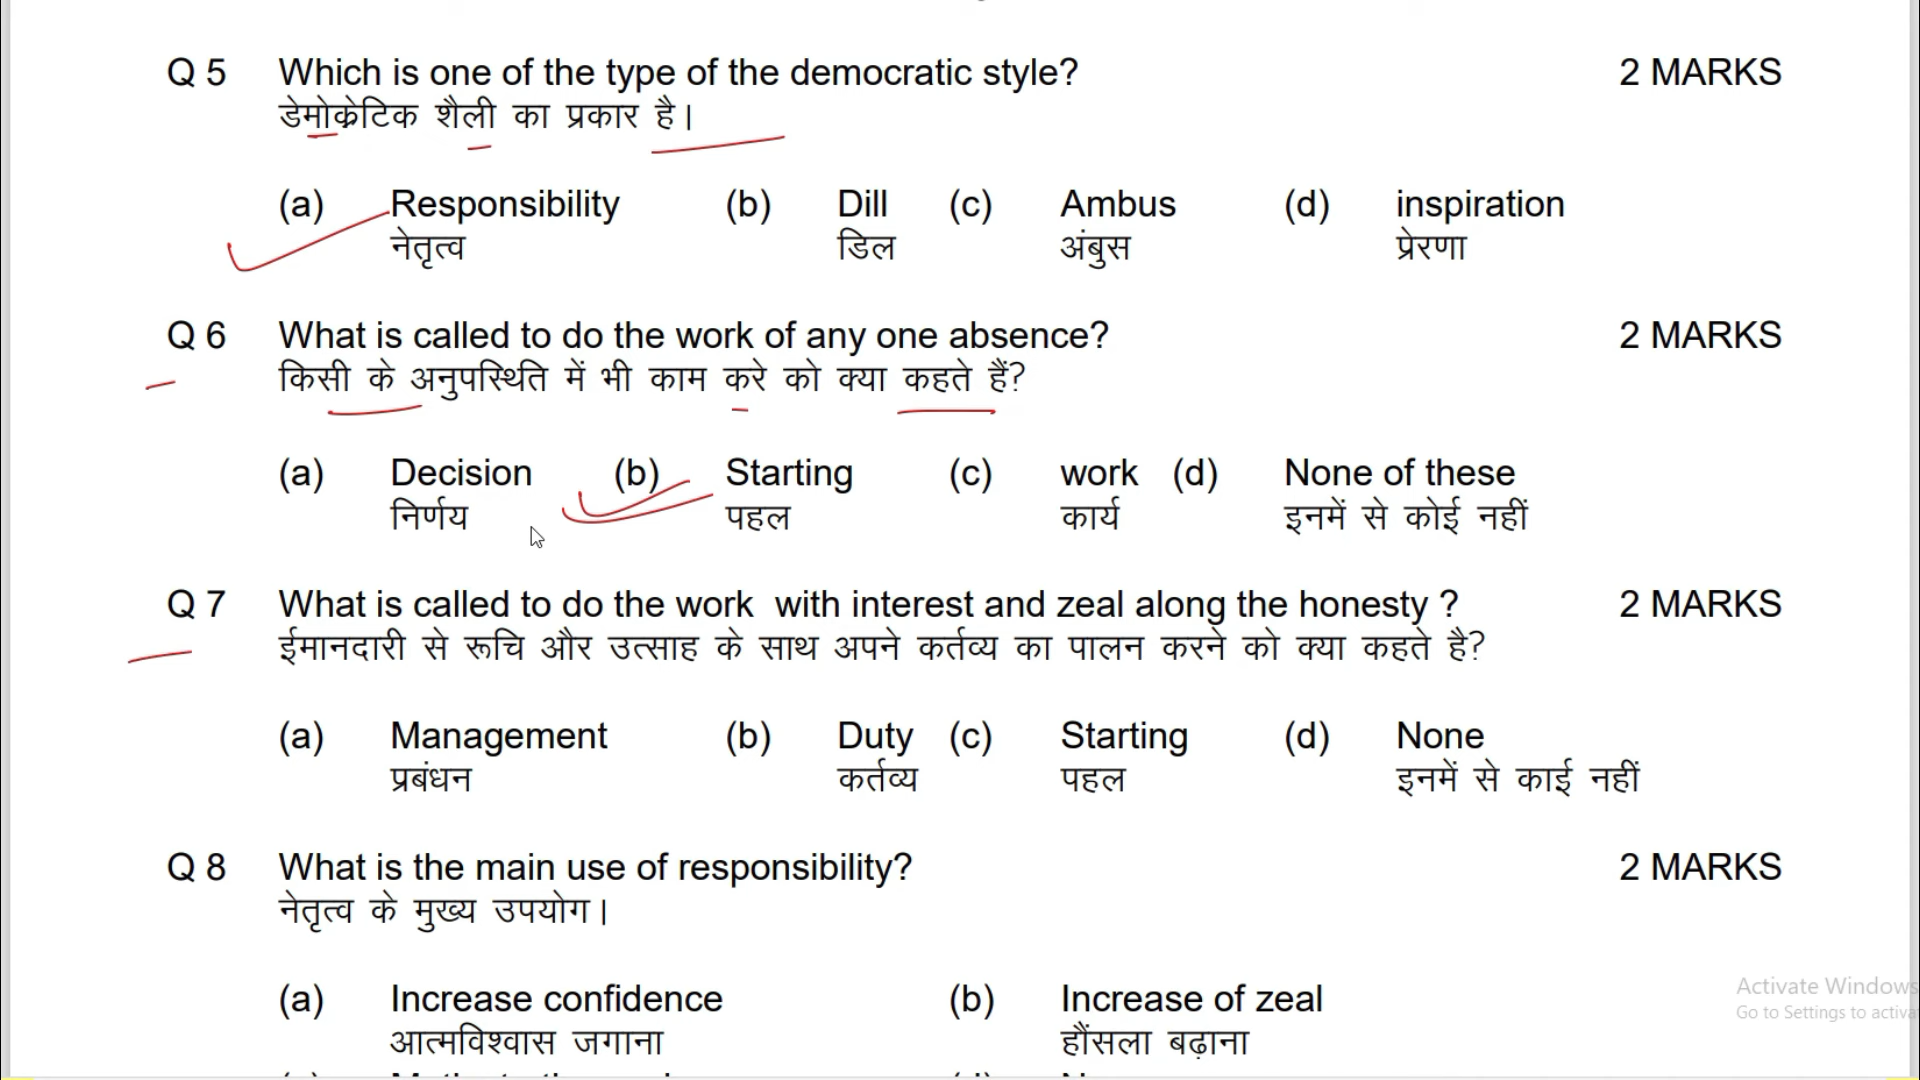 Q 5 Which is one of the type of the democratic style? 2 MARKS
डेमोक्रेटिक शैली का प्रकार है।
(a) Responsibility (b) Dill (c) Ambus (d) inspiration
नेतृत्व डिल अंबुस प्रेरणा
Q 6 What is called to do the work of any one absence? 2 MARKS
किसी के अनुपस्थिति में भी काम करे को क्या कहते हैं?
(a) Decision (b) Starting (c) work (d) None of these
निर्णय पहल कार्य इनमें से कोई नहीं
Q 7 What is called to do the work with interest and zeal along the honesty ? 2 MARKS
ईमानदारी से रूचि और उत्साह के साथ अपने कर्तव्य का पालन करने को क्या कहते है?
(a) Management (b) Duty (c) Starting (d) None
प्रबंधन कर्तव्य पहल इनमें से काई नहीं
Q 8 What is the main use of responsibility? 2 MARKS
नेतृत्व के मुख्य उपयोग।
(a) Increase confidence (b) Increase of zeal
आत्मविश्वास जगाना हौंसला बढ़ाना
Activate Windows
Go to Settings to activa